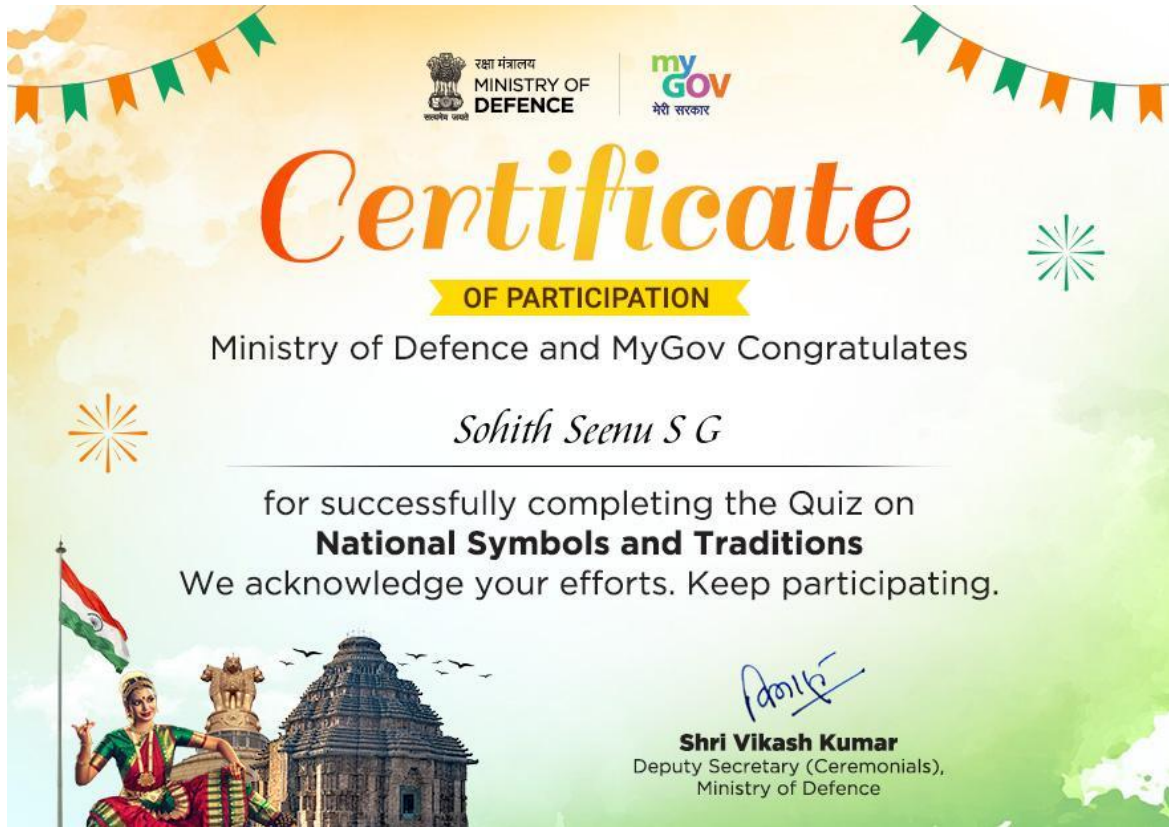 रक्षा मंत्रालय
MINISTRY OF
DEFENCE
सत्यमेव जयते
my
GOV
मेरी सरकार
Certificate
OF PARTICIPATION
Ministry of Defence and MyGov Congratulates
Sohith Seenu S G
for successfully completing the Quiz on
National Symbols and Traditions
We acknowledge your efforts. Keep participating.
Shri Vikash Kumar
Deputy Secretary (Ceremonials),
Ministry of Defence